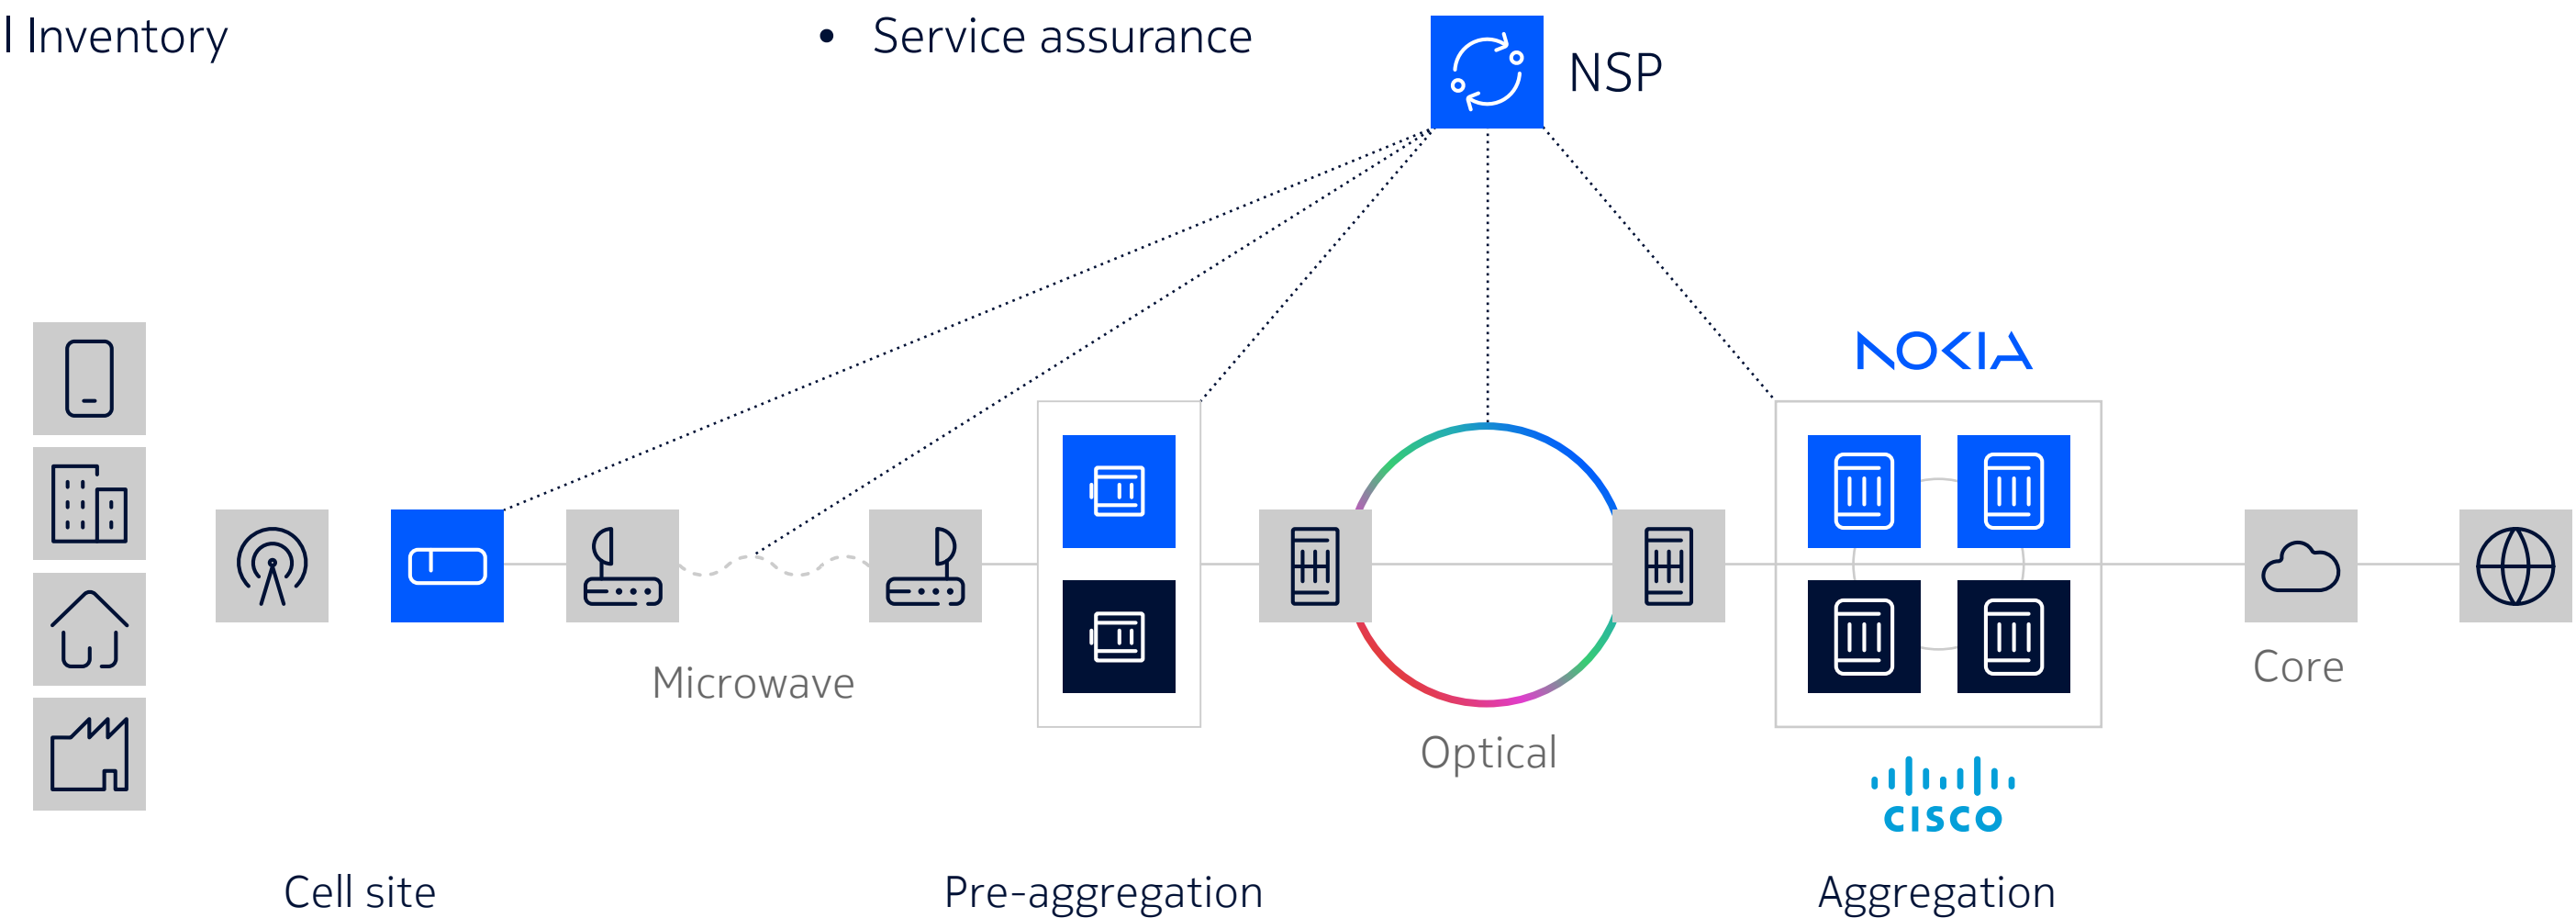 l Inventory
• Service assurance
NSP
NOKIA
Microwave
Optical
Core
CISCO
Cell site
Pre-aggregation
Aggregation